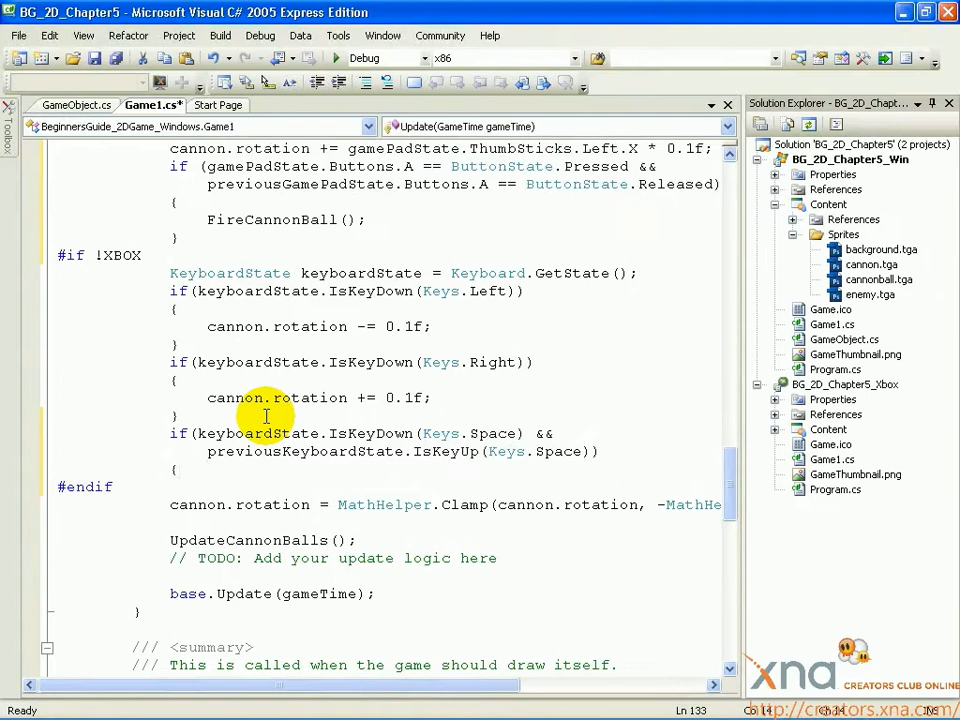 BG_2D_Chapter5 - Microsoft Visual C# 2005 Express Edition
File Edit View Refactor Project Build Debug Data Tools Window Community Help
Debug x86
GameObject.cs Game1.cs* Start Page
BeginnersGuide_2DGame_Windows.Game1 Update(GameTime gameTime)
Toolbox
cannon.rotation += gamePadState.ThumbSticks.Left.X * 0.1f;
if (gamePadState.Buttons.A == ButtonState.Pressed &&
previousGamePadState.Buttons.A == ButtonState.Released)
{
FireCannonBall();
}
#if !XBOX
KeyboardState keyboardState = Keyboard.GetState();
if(keyboardState.IsKeyDown(Keys.Left))
{
cannon.rotation -= 0.1f;
}
if(keyboardState.IsKeyDown(Keys.Right))
{
cannon.rotation += 0.1f;
}
if(keyboardState.IsKeyDown(Keys.Space) &&
previousKeyboardState.IsKeyUp(Keys.Space))
{
#endif
cannon.rotation = MathHelper.Clamp(cannon.rotation, -MathHe
UpdateCannonBalls();
// TODO: Add your update logic here
base.Update(gameTime);
}
/// <summary>
/// This is called when the game should draw itself.
Solution Explorer - BG_2D_Chapt...
Solution 'BG_2D_Chapter5' (2 projects)
BG_2D_Chapter5_Win
Properties
References
Content
References
Sprites
background.tga
cannon.tga
cannonball.tga
enemy.tga
Game.ico
Game1.cs
GameObject.cs
GameThumbnail.png
Program.cs
BG_2D_Chapter5_Xbox
Properties
References
Content
Game.ico
Game1.cs
GameThumbnail.png
Program.cs
xna CREATORS CLUB ONLINE
http://creators.xna.com/
Ready Ln 133